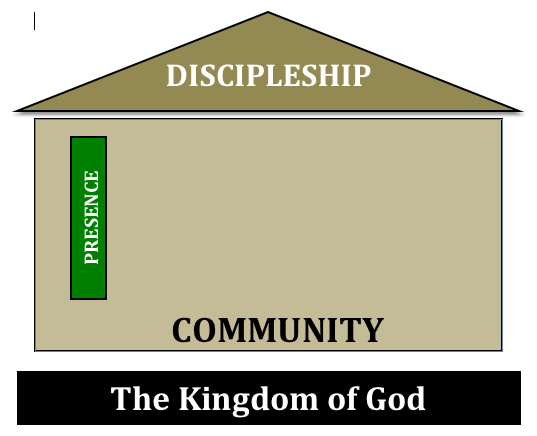 DISCIPLESHIP
PRESENCE
COMMUNITY
The Kingdom of God